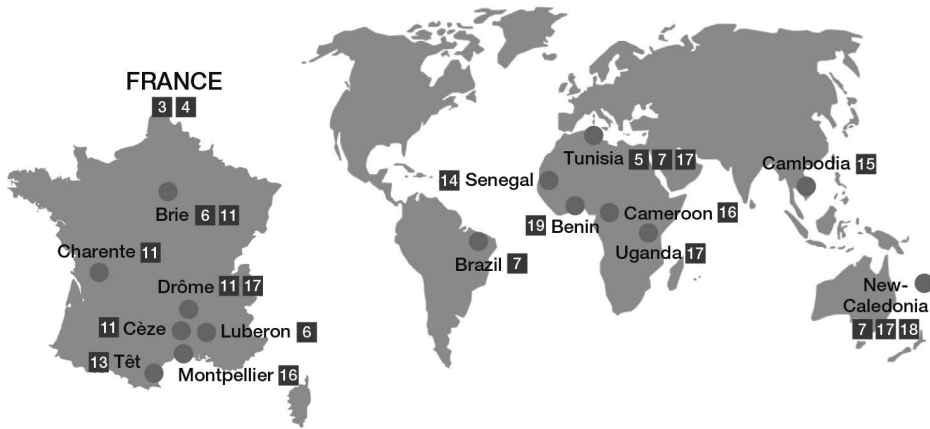 FRANCE
3 4
Brie 6 11
Charente 11
Drôme 11 17
11 Cèze
Luberon 6
13 Têt
Montpellier 16
Tunisia 5 7 17
14 Senegal
Cambodia 15
19 Benin
Cameroon 16
Uganda 17
Brazil 7
New-
Caledonia
7 17 18